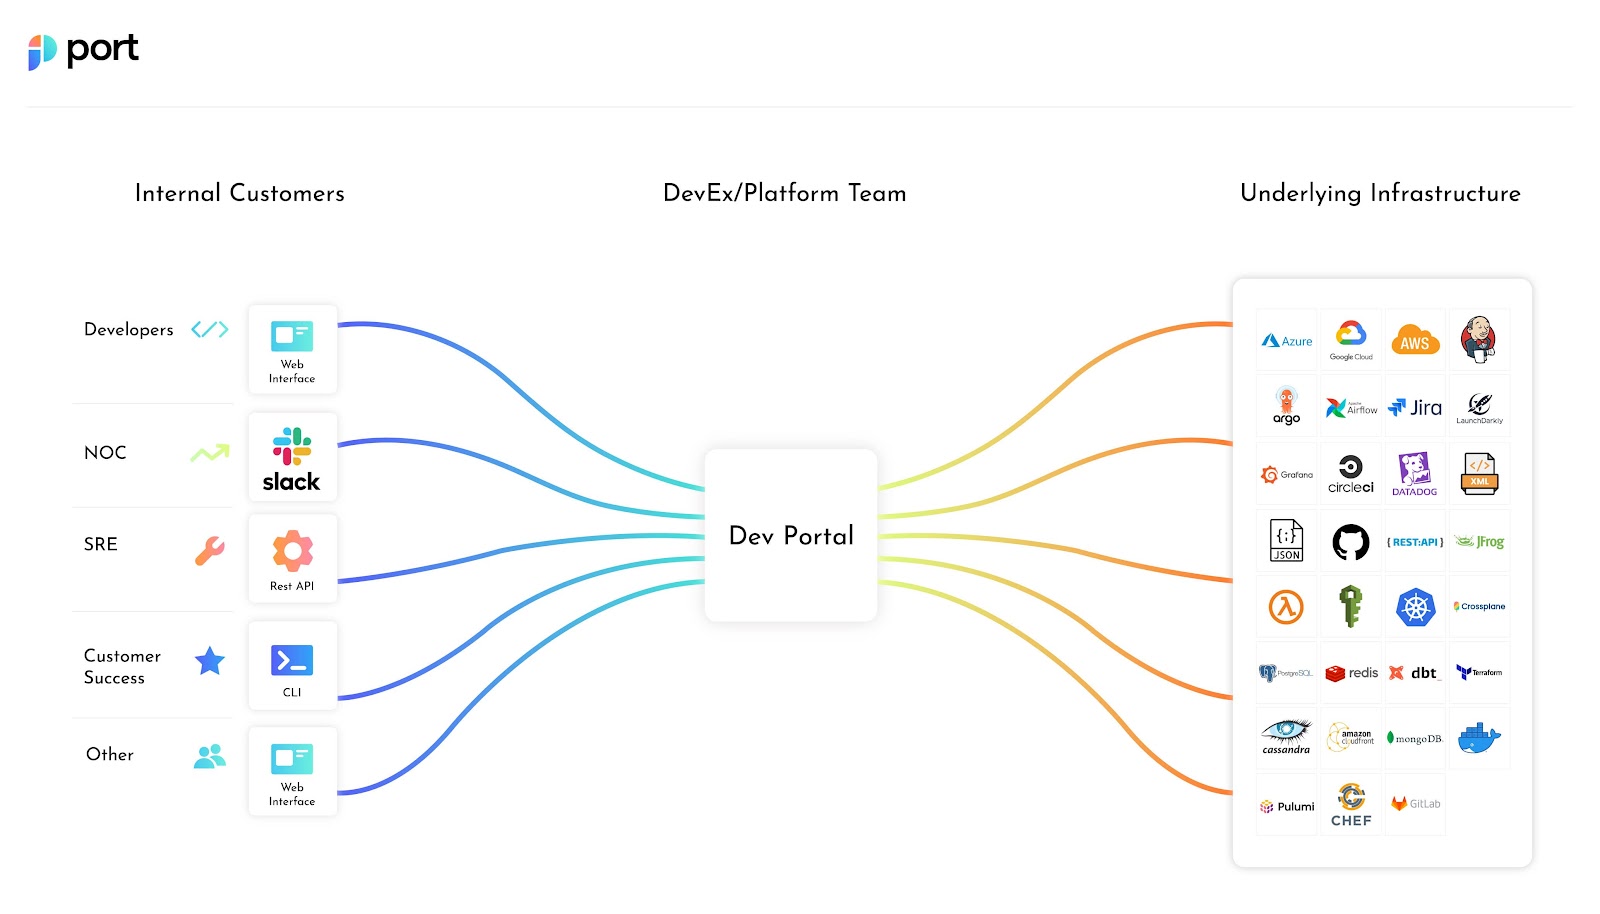 port
Internal Customers
DevEx/Platform Team
Underlying Infrastructure
Developers
Web
Interface
NOC
slack
SRE
Rest API
Customer
Success
CLI
Other
Web
Interface
Dev Portal
Azure
Google Cloud
AWS
argo
Apache
Airflow
Jira
LaunchDarkly
Grafana
circleci
DATADOG
</>
XML
{;}
JSON
{ REST:API }
JFrog
λ
Crossplane
PostgreSQL
redis
dbt
Terraform
cassandra
amazon
cloudfront
mongoDB.
Pulumi
CHEF
GitLab